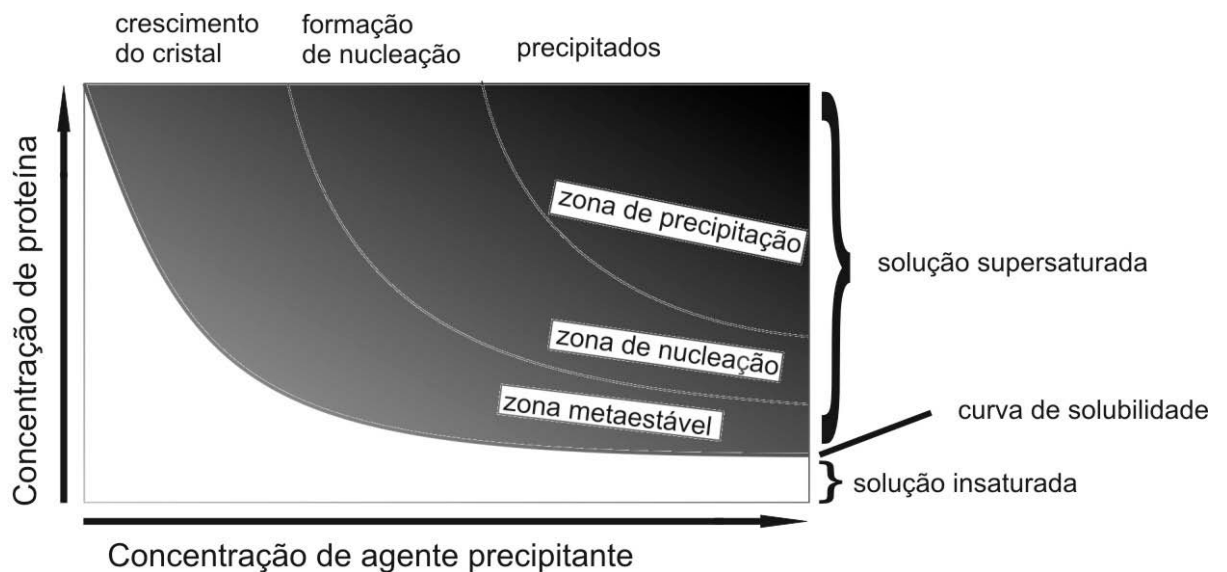 crescimento
do cristal
formação
de nucleação
precipitados
Concentração de proteína
zona de precipitação
zona de nucleação
zona metaestável
solução supersaturada
curva de solubilidade
solução insaturada
Concentração de agente precipitante